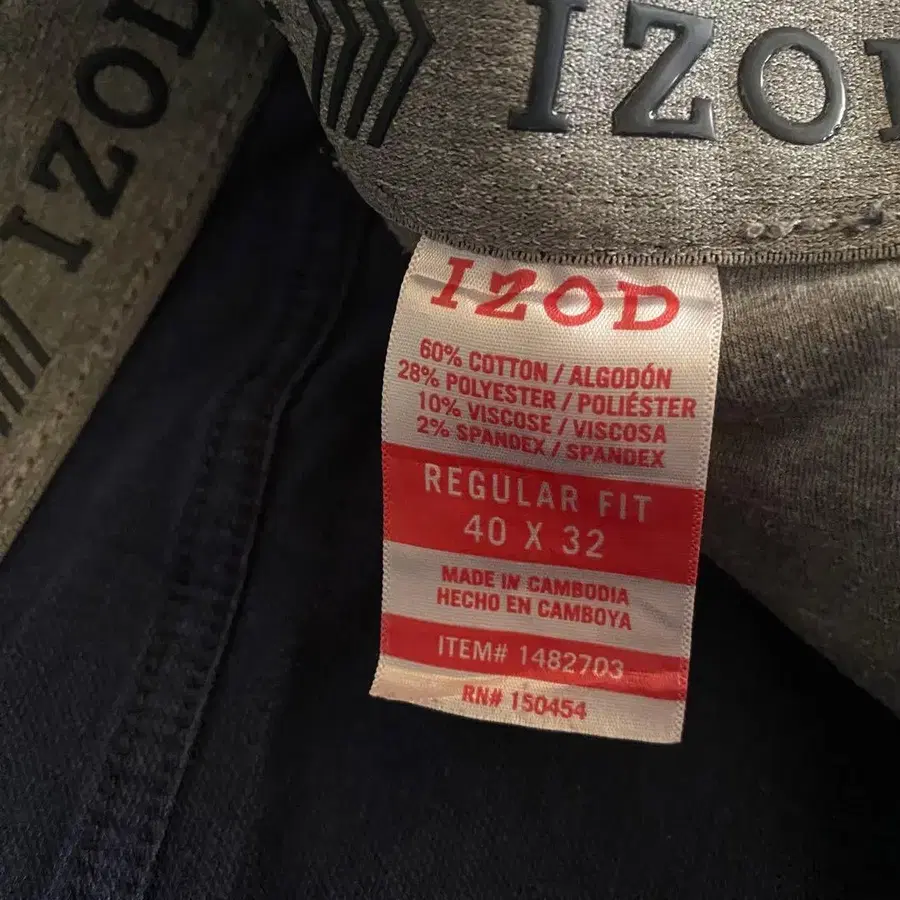 IZOD
IZOD
IZOD
60% COTTON / ALGODÓN
28% POLYESTER / POLIÉSTER
10% VISCOSE / VISCOSA
2% SPANDEX / SPANDEX
REGULAR FIT
40 X 32
MADE IN CAMBODIA
HECHO EN CAMBOYA
ITEM# 1482703
RN# 150454